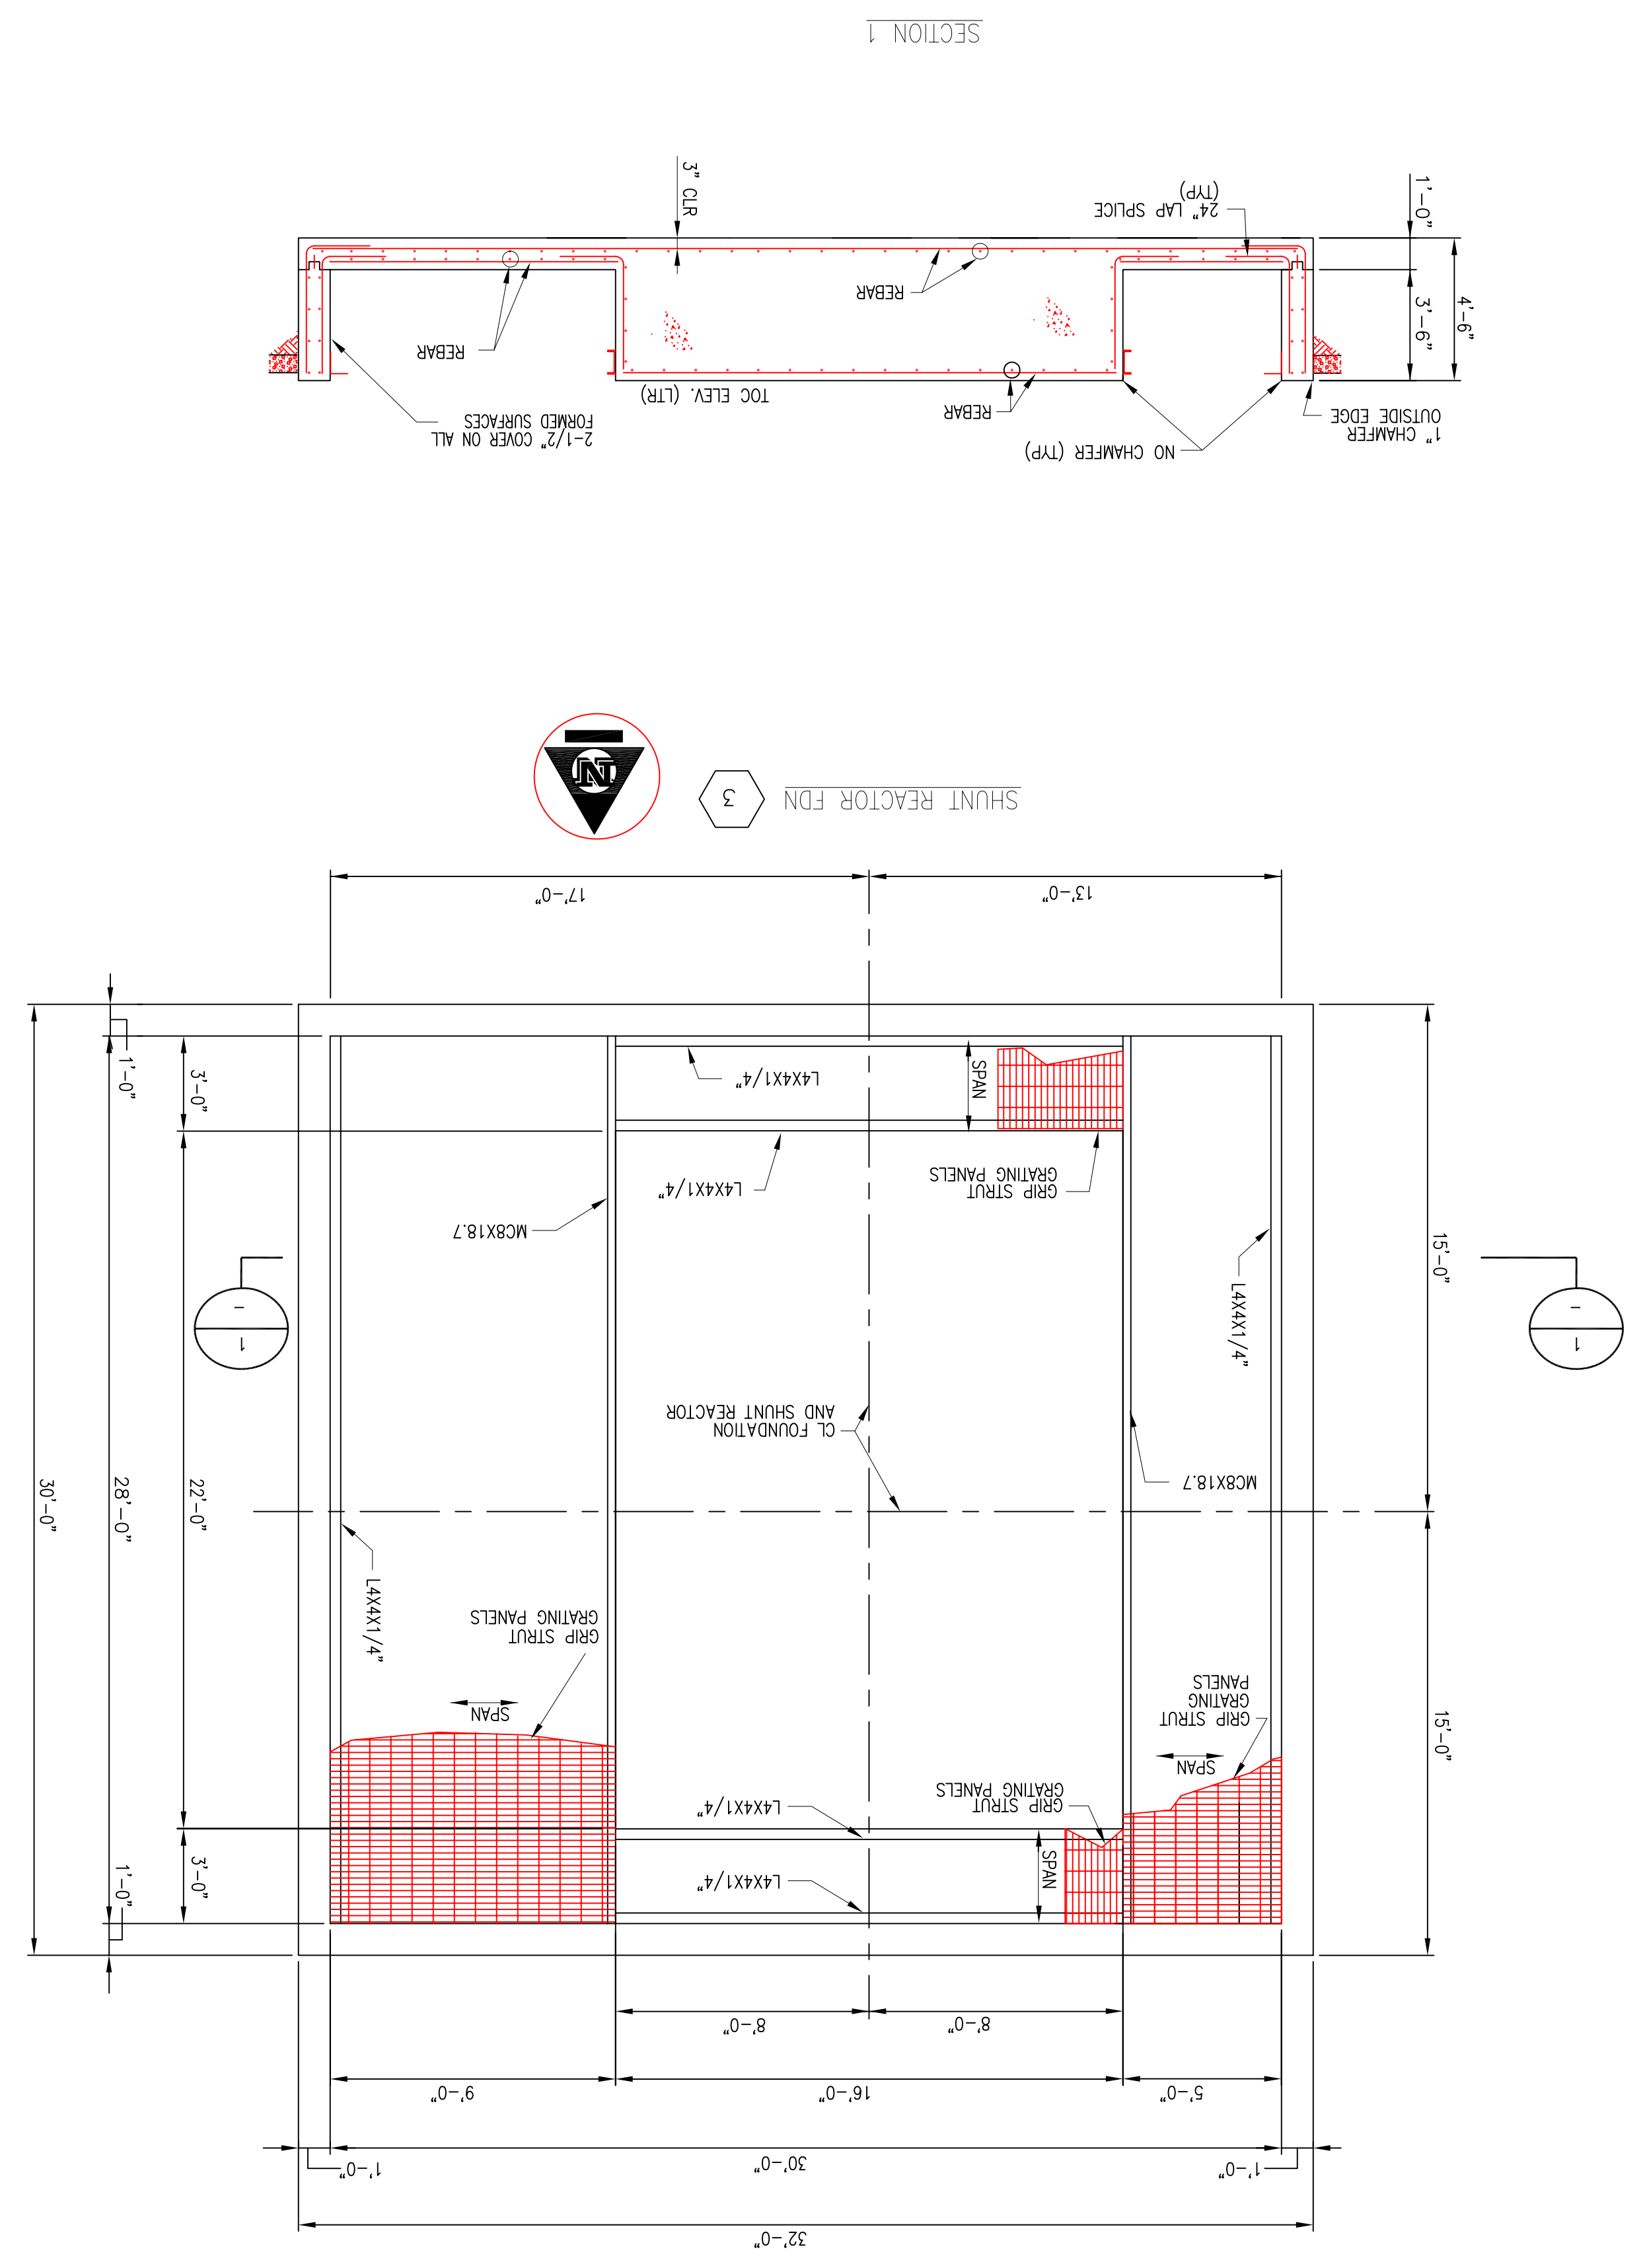 32'-0"
1'-0"
30'-0"
1'-0"
5'-0"
16'-0"
9'-0"
8'-0"
8'-0"
1'-0"
3'-0"
SPAN
L4X4X1/4"
L4X4X1/4"
GRIP STRUT
GRATING PANELS
SPAN
GRIP STRUT
GRATING
PANELS
15'-0"
SPAN
GRIP STRUT
GRATING PANELS
L4X4X1/4"
22'-0"
28'-0"
30'-0"
MC8X18.7
CL FOUNDATION
AND SHUNT REACTOR
1
-
1
-
L4X4X1/4"
15'-0"
MC8X18.7
GRIP STRUT
GRATING PANELS
L4X4X1/4"
SPAN
L4X4X1/4"
3'-0"
1'-0"
13'-0"
17'-0"
SHUNT REACTOR FDN
3
N
1" CHAMFER
OUTSIDE EDGE
NO CHAMFER (TYP)
REBAR
TOC ELEV. (LTR)
2-1/2" COVER ON ALL
FORMED SURFACES
REBAR
4'-6"
3'-6"
REBAR
1'-0"
24" LAP SPLICE
(TYP)
3" CLR
SECTION 1